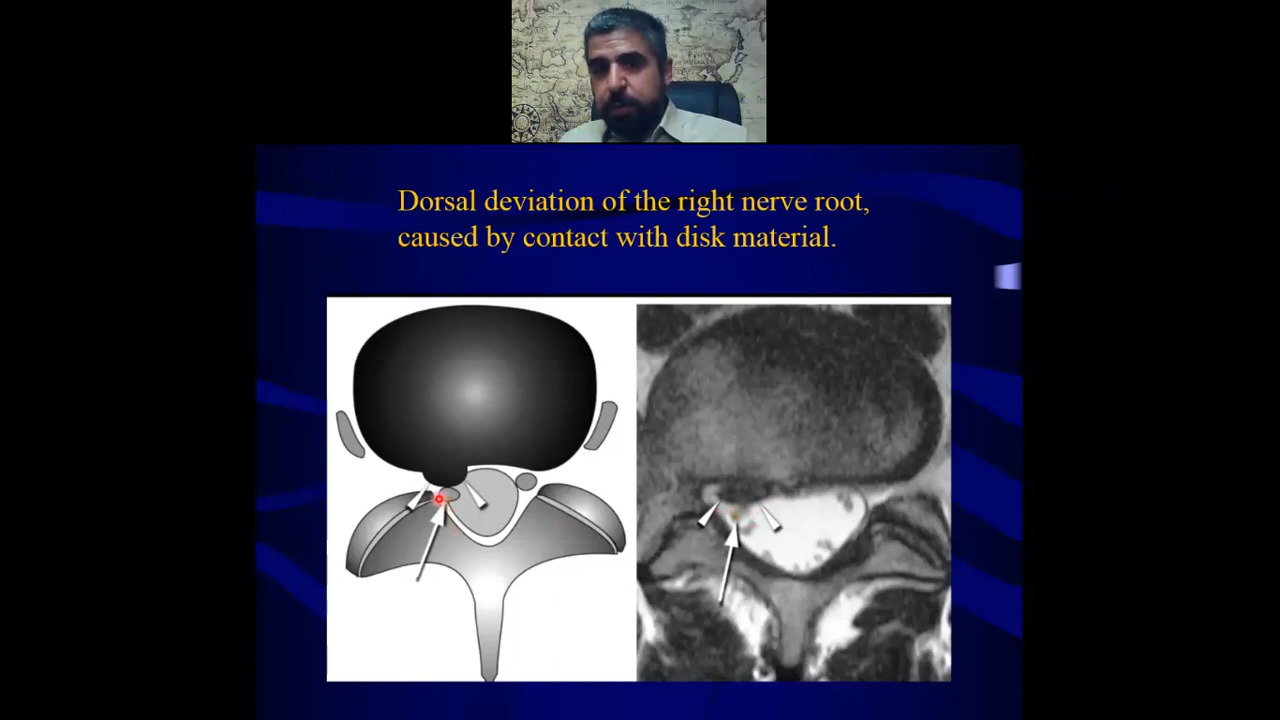 Dorsal deviation of the right nerve root,
caused by contact with disk material.